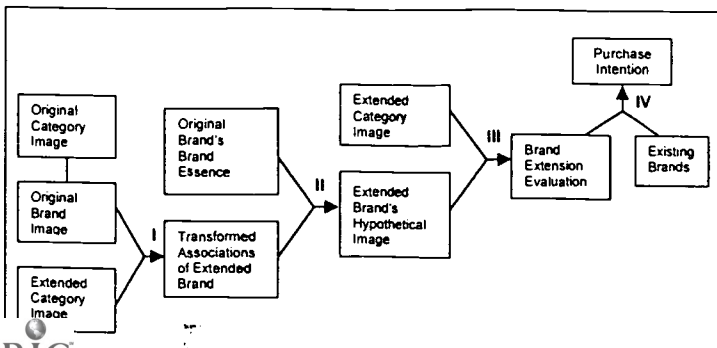 Original
Category
Image
Original
Brand
Image
Extended
Category
Image
I
Original
Brand's
Brand
Essence
Transformed
Associations
of Extended
Brand
II
Extended
Category
Image
Extended
Brand's
Hypothetical
Image
III
Brand
Extension
Evaluation
Existing
Brands
IV
Purchase
Intention